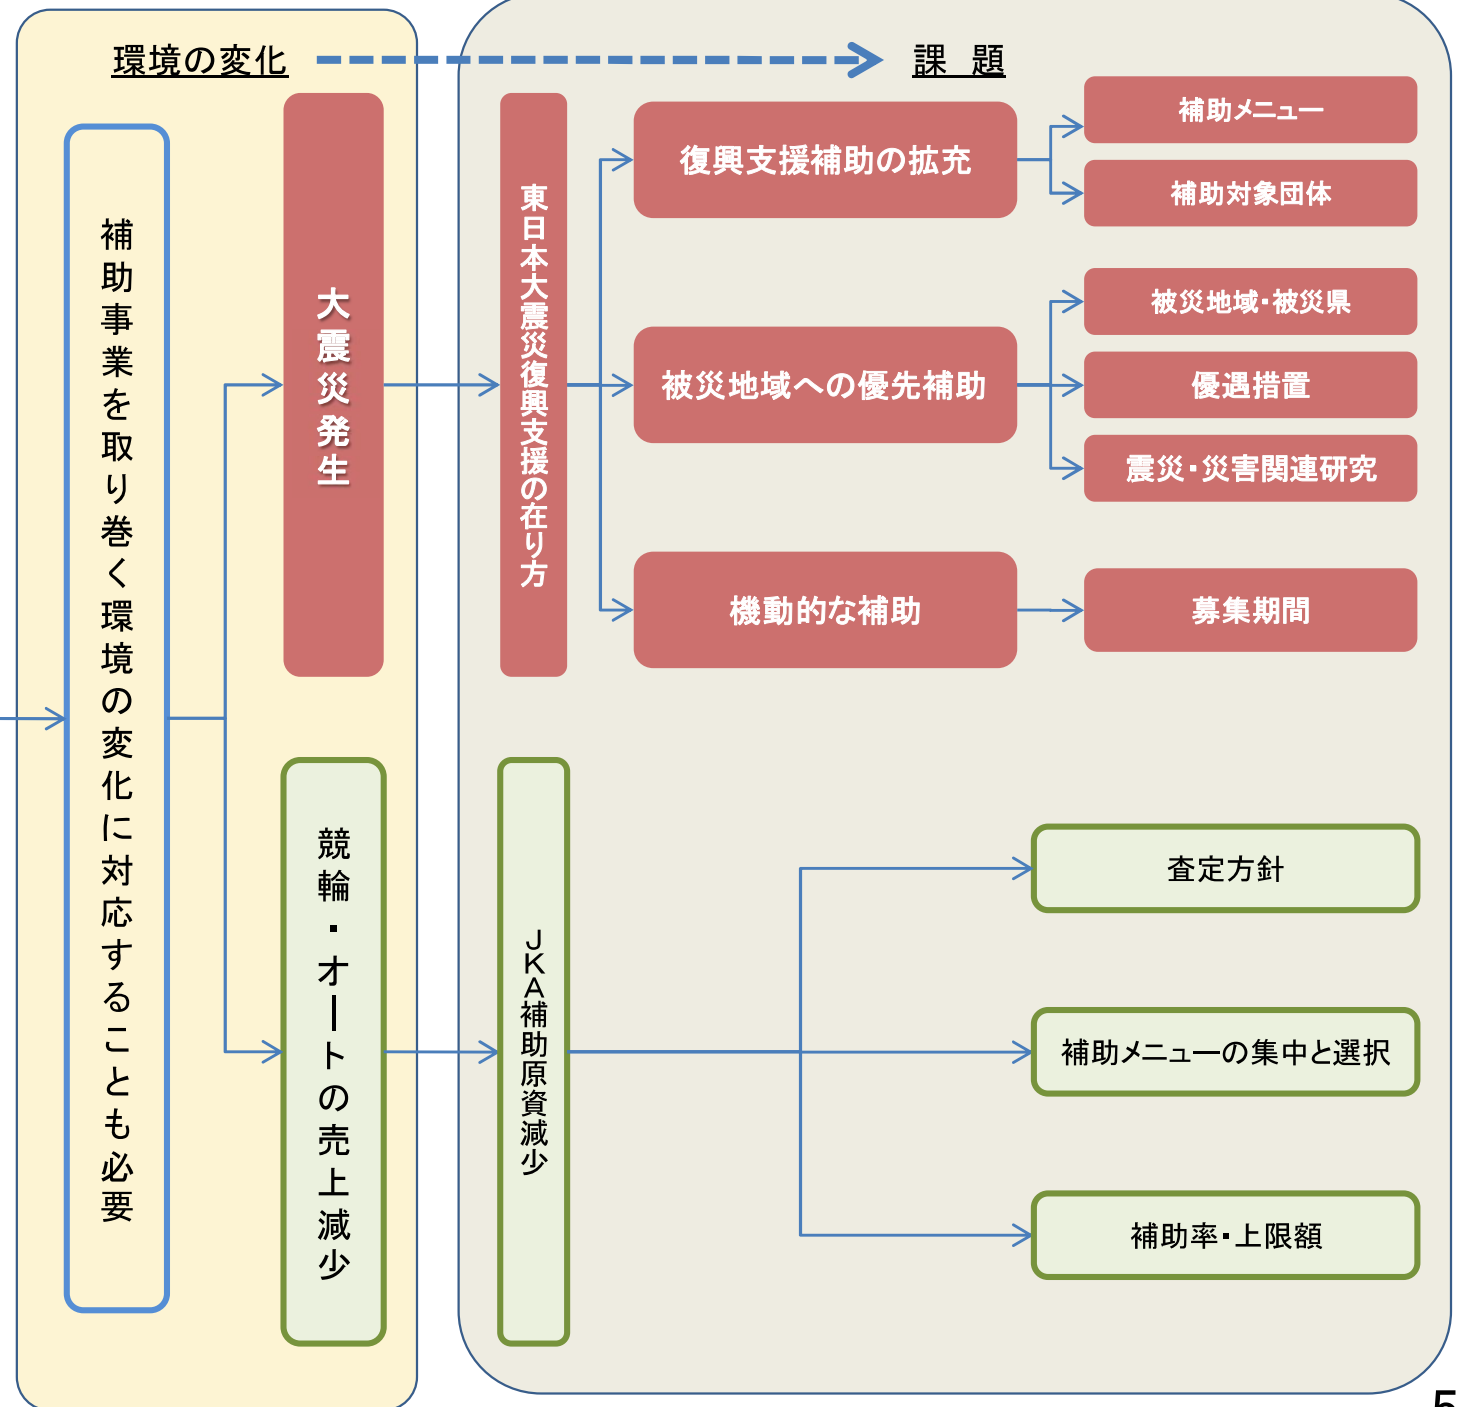 環境の変化
課　題
補助事業を取り巻く環境の変化に対応することも必要
大震災発生
東日本大震災復興支援の在り方
復興支援補助の拡充
補助メニュー
補助対象団体
被災地域への優先補助
被災地域・被災県
優遇措置
震災・災害関連研究
機動的な補助
募集期間
競輪・オートの売上減少
ＪＫＡ補助原資減少
査定方針
補助メニューの集中と選択
補助率・上限額
5